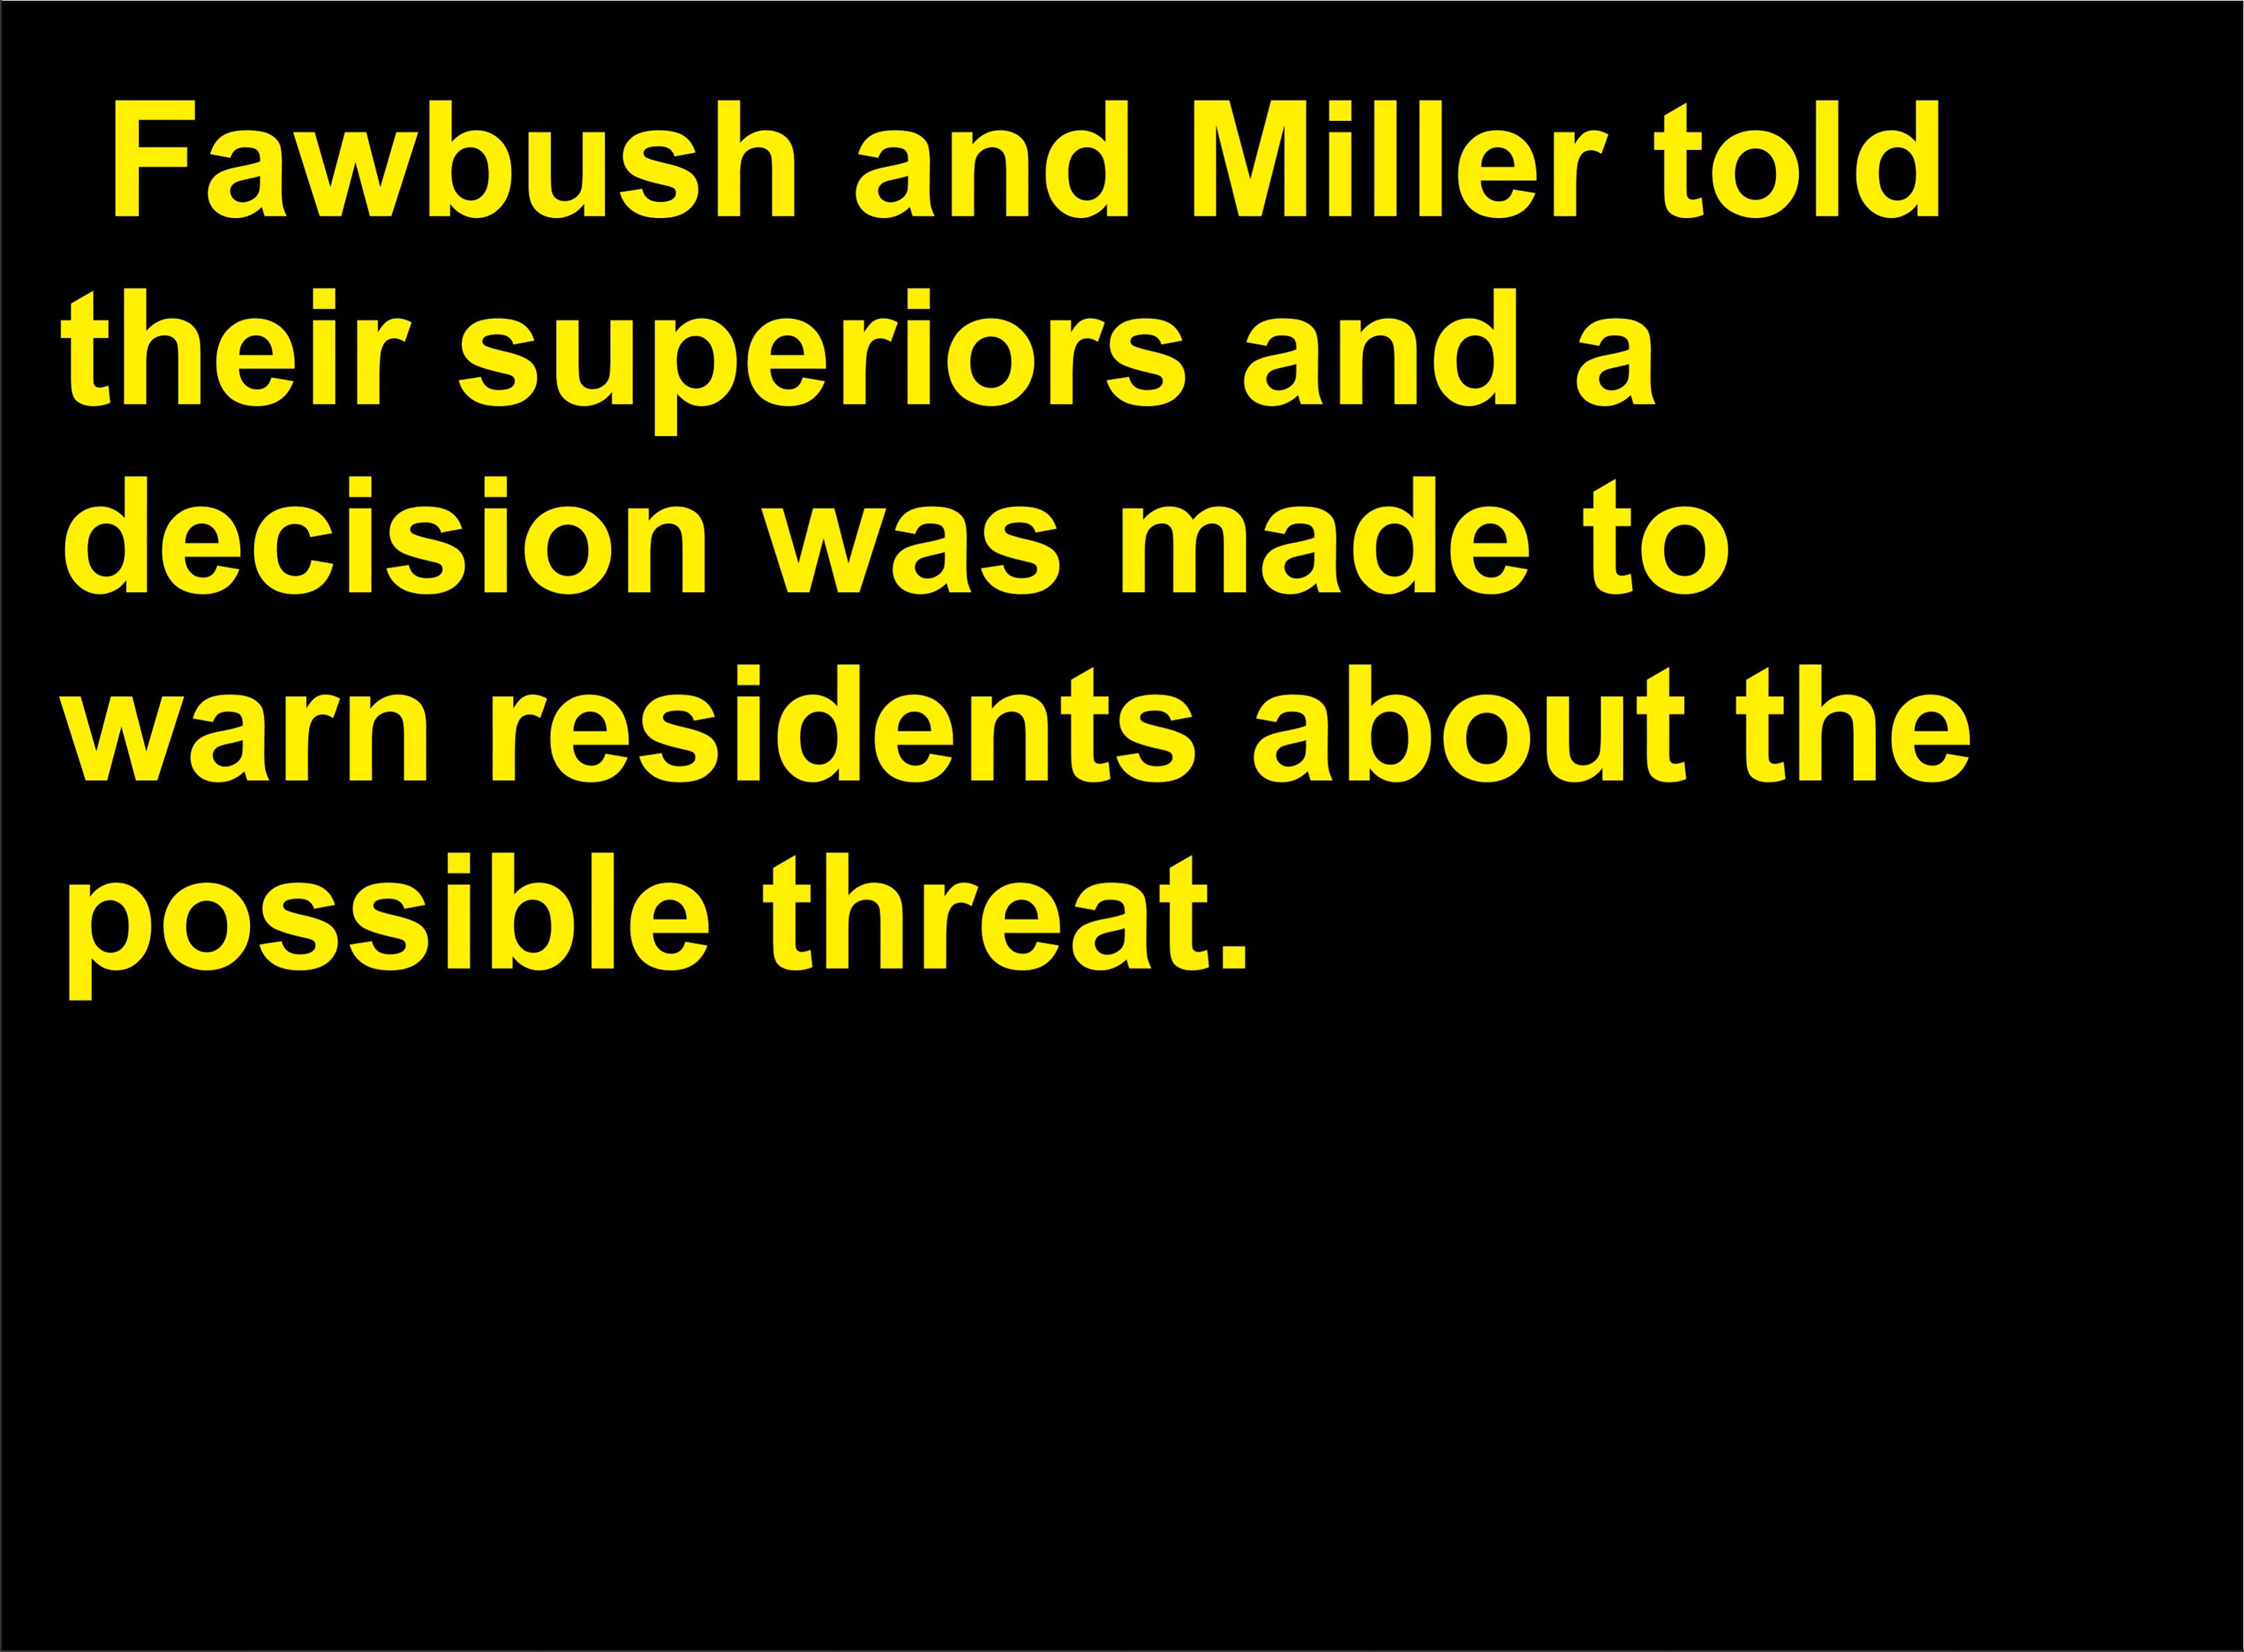 Fawbush and Miller told
their superiors and a
decision was made to
warn residents about the
possible threat.